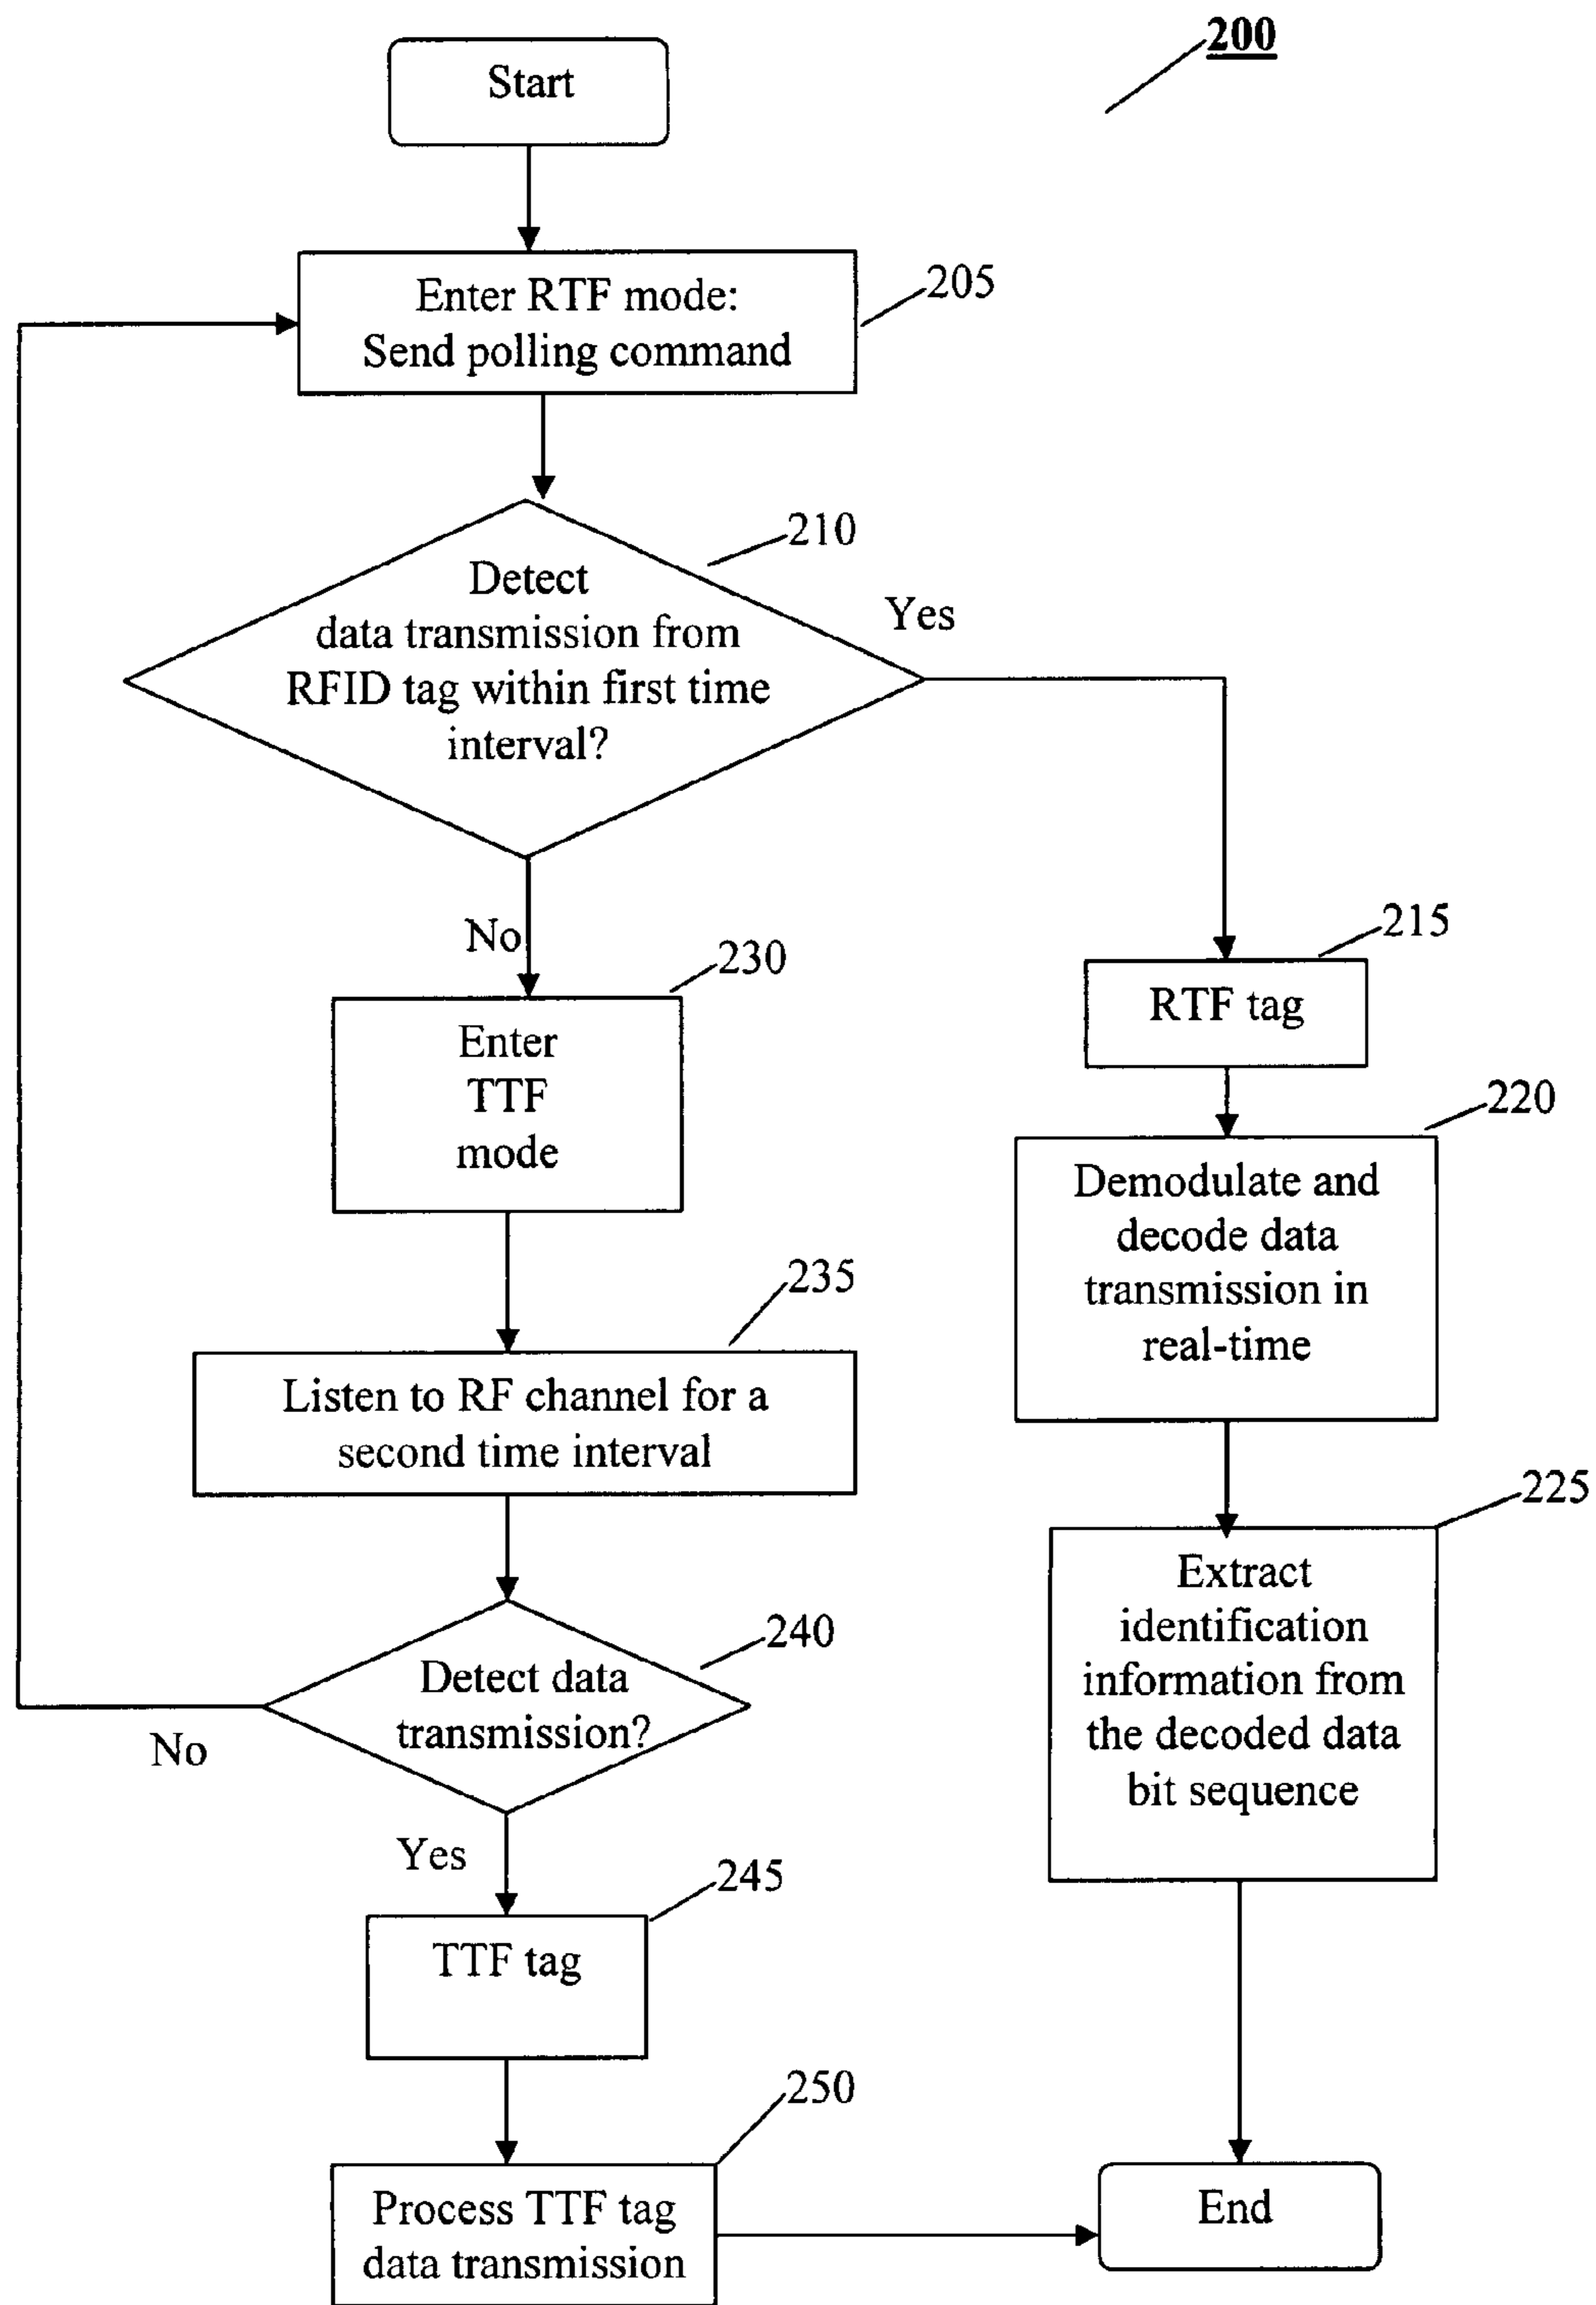 200
Start
Enter RTF mode:
Send polling command
205
210
Detect
data transmission from
RFID tag within first time
interval?
Yes
No
230
Enter
TTF
mode
215
RTF tag
220
Demodulate and
decode data
transmission in
real-time
235
Listen to RF channel for a
second time interval
225
Extract
identification
information from
the decoded data
bit sequence
240
Detect data
transmission?
No
Yes
245
TTF tag
250
Process TTF tag
data transmission
End